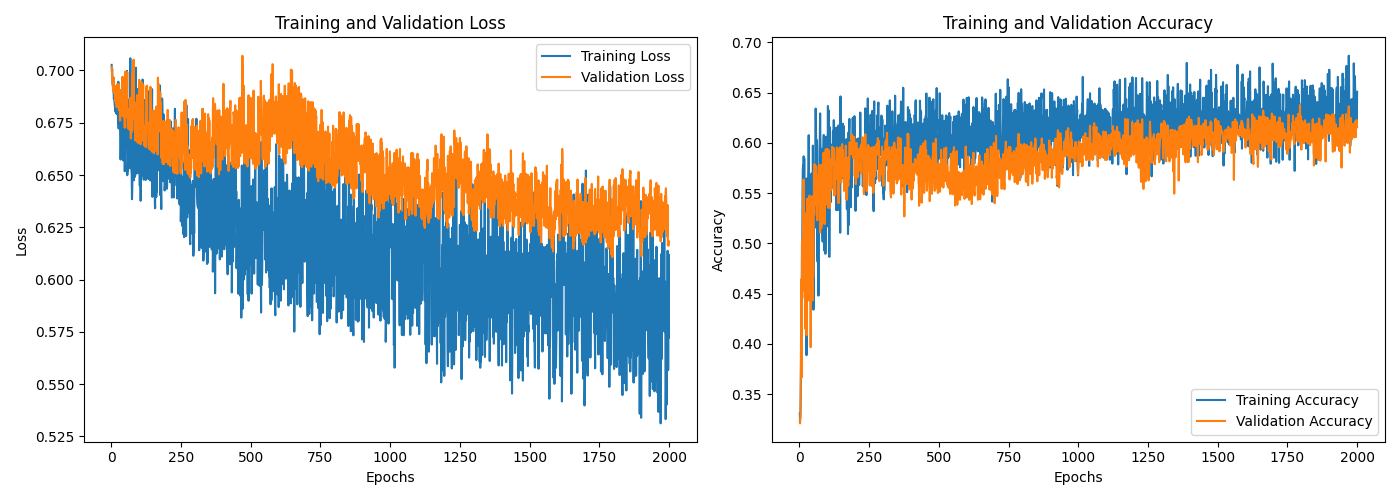 Training and Validation Loss
Training Loss
Validation Loss
0.700
0.675
0.650
0.625
0.600
0.575
0.550
0.525
Loss
0 250 500 750 1000 1250 1500 1750 2000
Epochs
Training and Validation Accuracy
0.70
0.65
0.60
0.55
0.50
0.45
0.40
0.35
Accuracy
Training Accuracy
Validation Accuracy
0 250 500 750 1000 1250 1500 1750 2000
Epochs